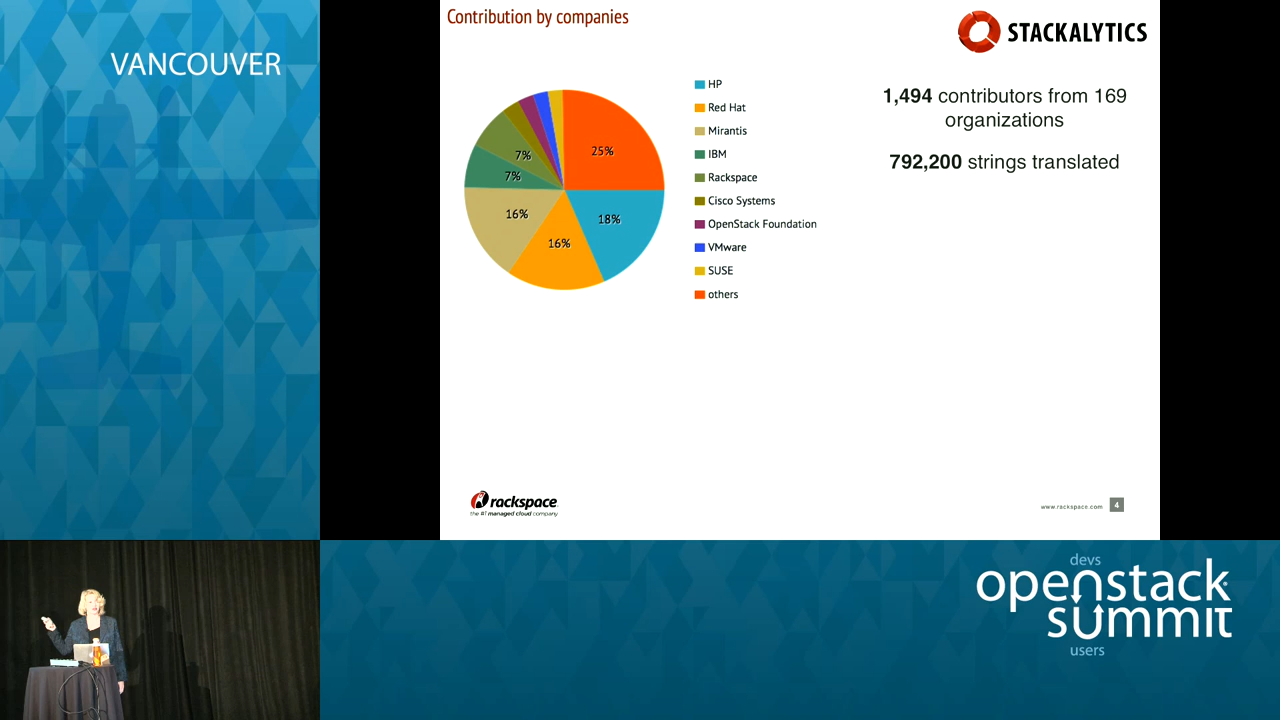 VANCOUVER
Contribution by companies
STACKALYTICS
HP
Red Hat
Mirantis
IBM
Rackspace
Cisco Systems
OpenStack Foundation
VMware
SUSE
others
25%
18%
16%
16%
7%
7%
1,494 contributors from 169
organizations
792,200 strings translated
rackspace
the #1 managed cloud company
www.rackspace.com 4
devs
openstack
summit
users